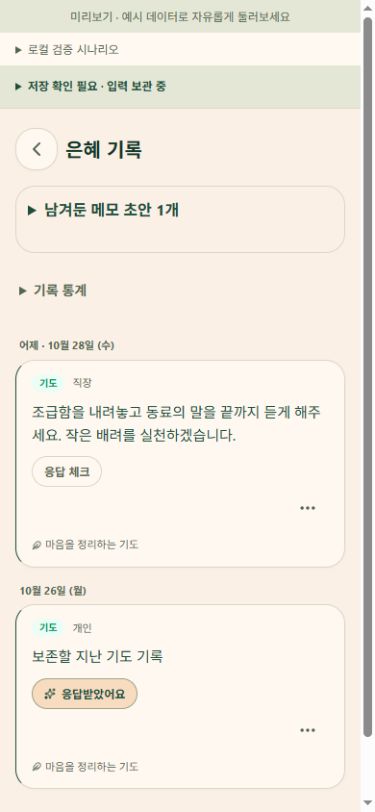 미리보기 · 예시 데이터로 자유롭게 둘러보세요
▶ 로컬 검증 시나리오
▶ 저장 확인 필요 · 입력 보관 중
은혜 기록
▶ 남겨둔 메모 초안 1개
▶ 기록 통계
어제 · 10월 28일 (수)
기도 직장
조급함을 내려놓고 동료의 말을 끝까지 듣게 해주
세요. 작은 배려를 실천하겠습니다.
응답 체크
마음을 정리하는 기도
10월 26일 (월)
기도 개인
보존할 지난 기도 기록
응답받았어요
마음을 정리하는 기도